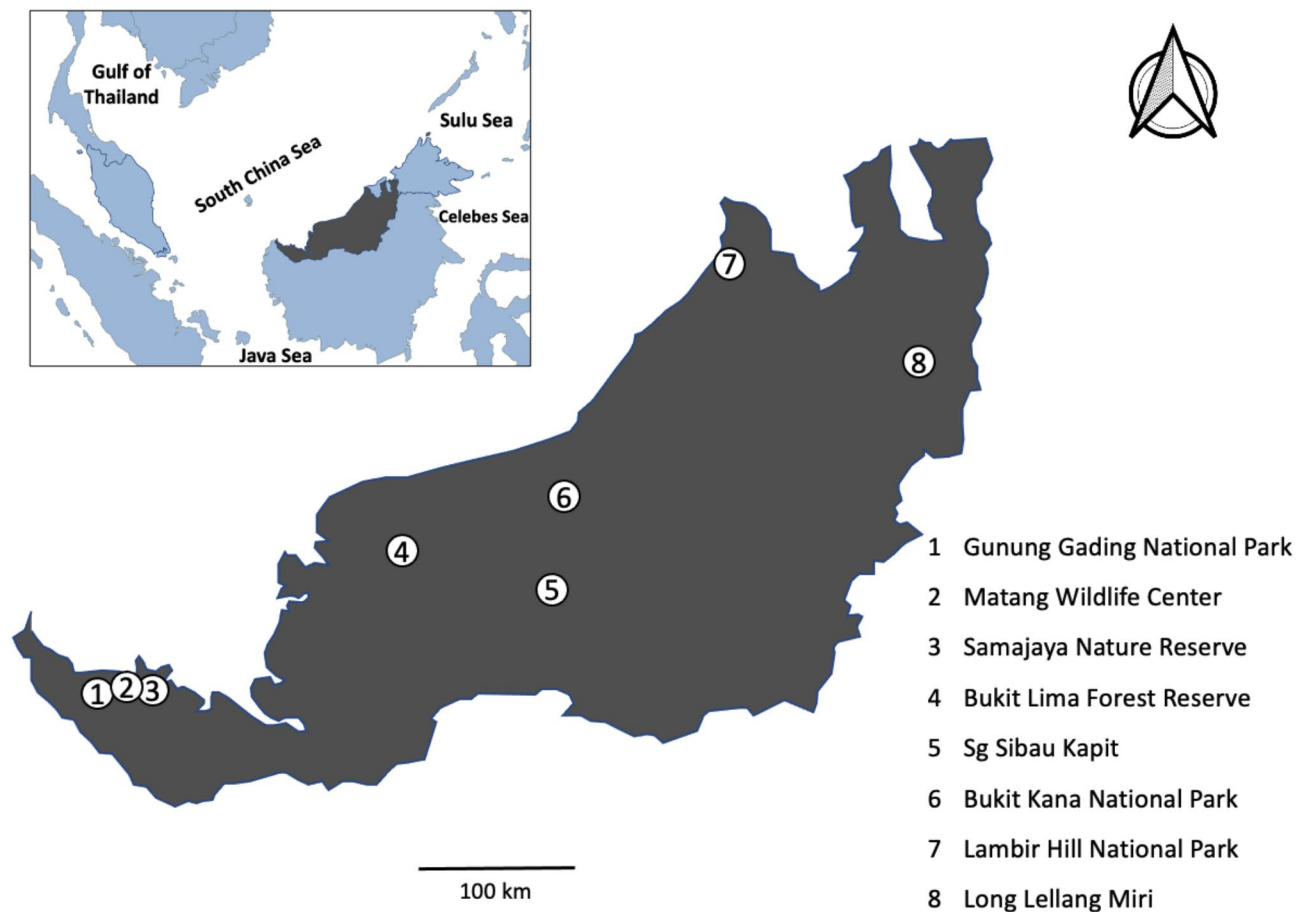 Gulf of
Thailand
Sulu Sea
South China Sea
Celebes Sea
Java Sea
7
8
6
4
5
1
2
3
1 Gunung Gading National Park
2 Matang Wildlife Center
3 Samajaya Nature Reserve
4 Bukit Lima Forest Reserve
5 Sg Sibau Kapit
6 Bukit Kana National Park
7 Lambir Hill National Park
8 Long Lellang Miri
100 km